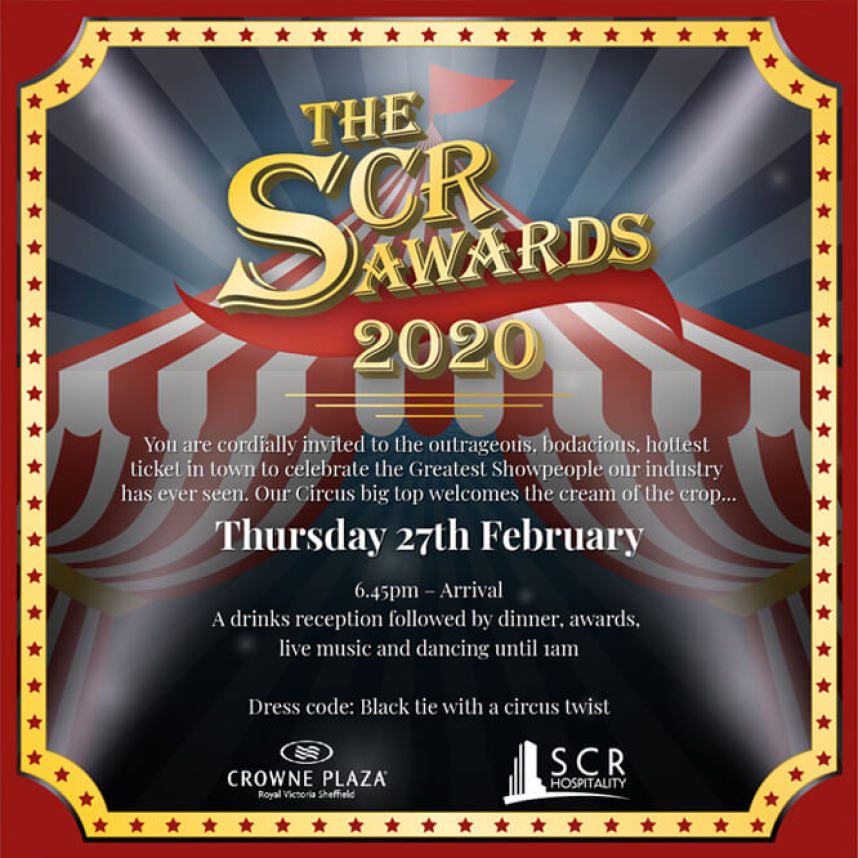 THE
SCR
AWARDS
2020
You are cordially invited to the outrageous, bodacious, hottest
ticket in town to celebrate the Greatest Showpeople our industry
has ever seen. Our Circus big top welcomes the cream of the crop...
Thursday 27th February
6.45pm – Arrival
A drinks reception followed by dinner, awards,
live music and dancing until 1am
Dress code: Black tie with a circus twist
CROWNE PLAZA
Royal Victoria Sheffield
SCR
HOSPITALITY